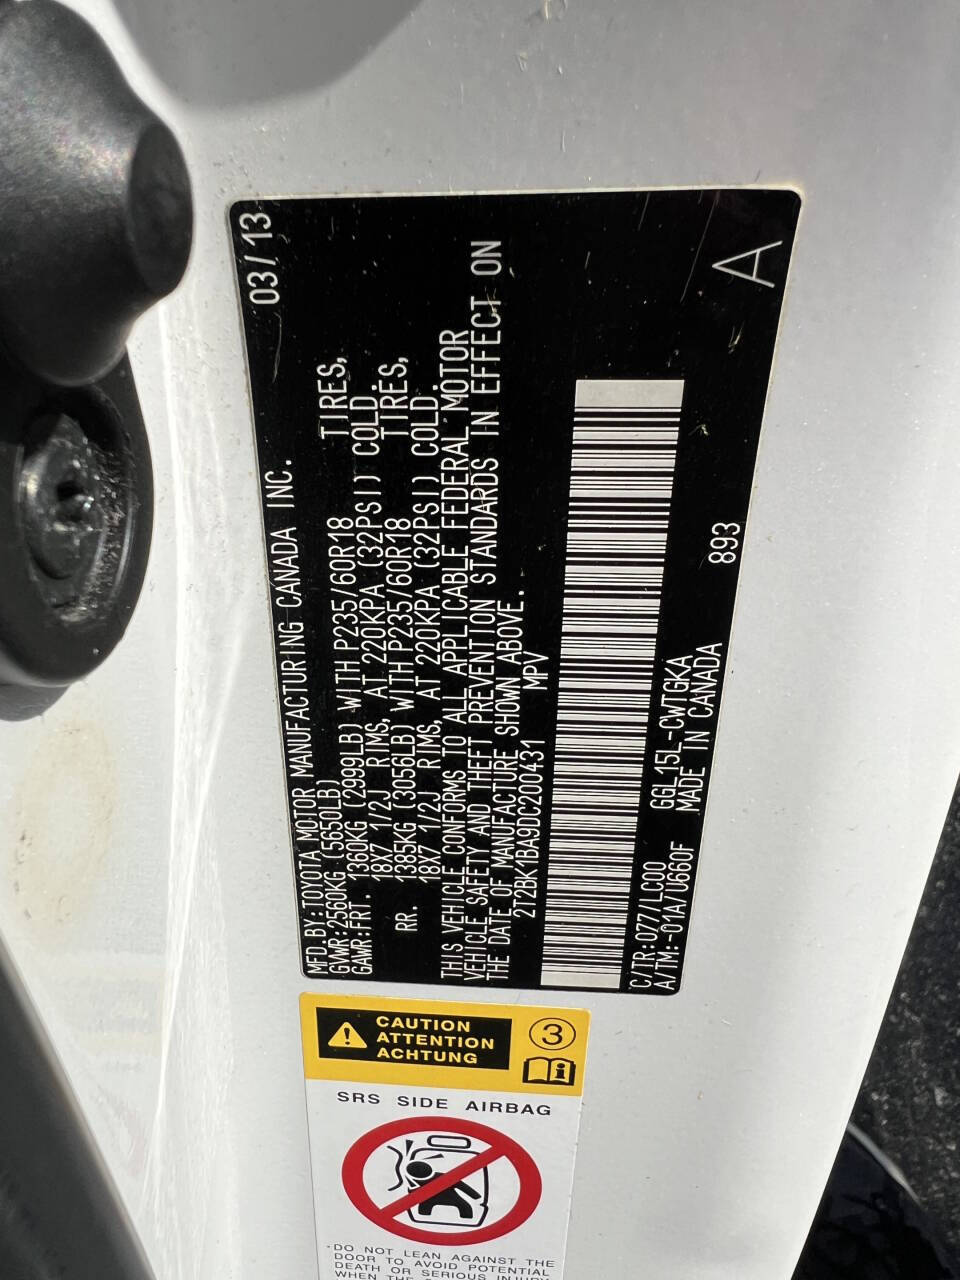 03/13
MFD.BY:TOYOTA MOTOR MANUFACTURING CANADA INC.
GVWR:2560KG (5650LB)
GAWR:FRT. 1360KG (2999LB) WITH P235/60R18 TIRES,
18X7 1/2J RIMS, AT 220KPA (32PSI) COLD.
RR. 1385KG (3056LB) WITH P235/60R18 TIRES,
18X7 1/2J RIMS, AT 220KPA (32PSI) COLD.
THIS VEHICLE CONFORMS TO ALL APPLICABLE FEDERAL MOTOR
VEHICLE SAFETY AND THEFT PREVENTION STANDARDS IN EFFECT ON
THE DATE OF MANUFACTURE SHOWN ABOVE.
2T2BK1BA9DC200431 MPV
C/TR:077/LC00 GGL15L-CWTGKA
A/TM:-01A/U660F MADE IN CANADA 893
A
CAUTION
ATTENTION
ACHTUNG
3
SRS SIDE AIRBAG
-DO NOT LEAN AGAINST THE
DOOR TO AVOID POTENTIAL
DEATH OR SERIOUS INJURY
WHEN THE